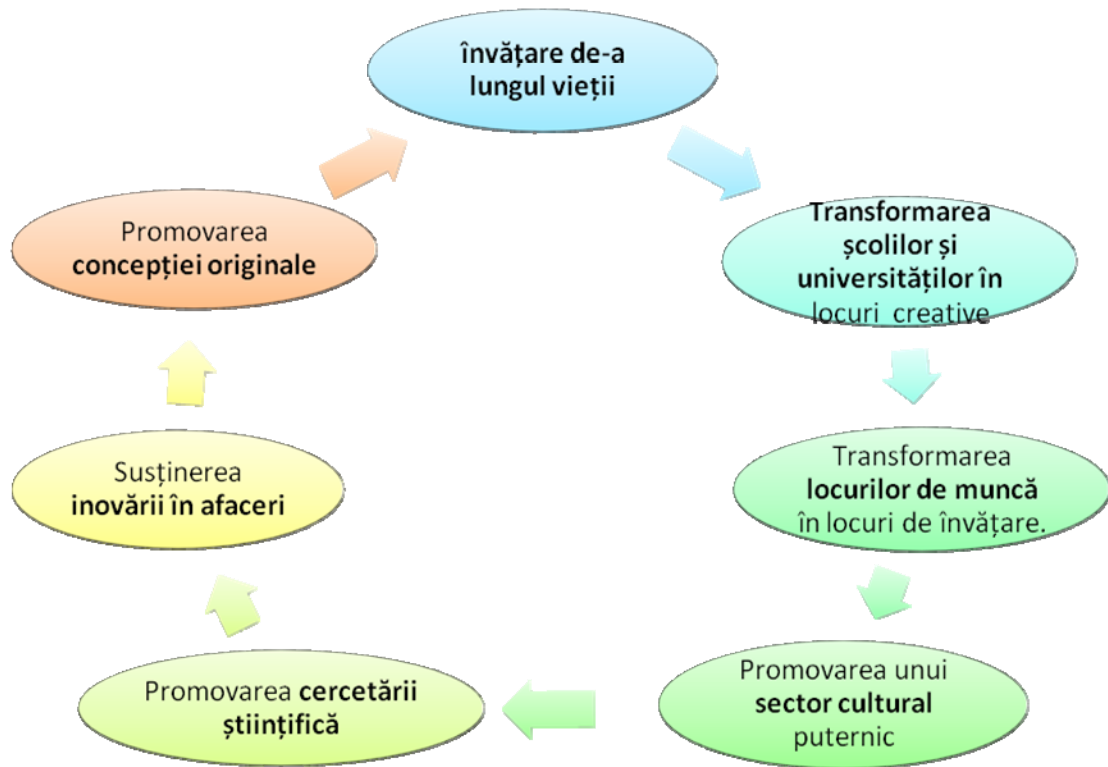 învățare de-a
lungul vieții
Transformarea
școlilor și
universităților în
locuri creative
Transformarea
locurilor de muncă
în locuri de învățare.
Promovarea unui
sector cultural
puternic
Promovarea cercetării
științifică
Susținerea
inovării în afaceri
Promovarea
concepției originale